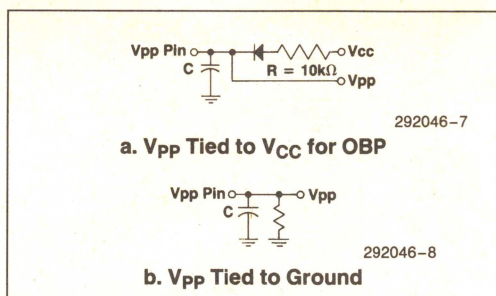 Vpp Pin Vcc
C
R = 10kΩ
Vpp
292046–7
a. VPP Tied to VCC for OBP
Vpp Pin Vpp
C
292046–8
b. VPP Tied to Ground